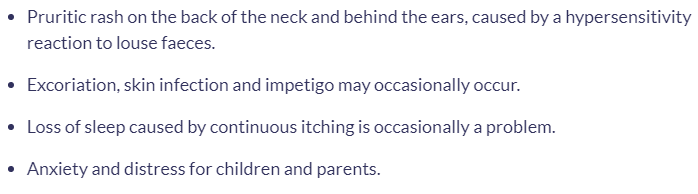 • Pruritic rash on the back of the neck and behind the ears, caused by a hypersensitivity
reaction to louse faeces.
• Excoriation, skin infection and impetigo may occasionally occur.
• Loss of sleep caused by continuous itching is occasionally a problem.
• Anxiety and distress for children and parents.